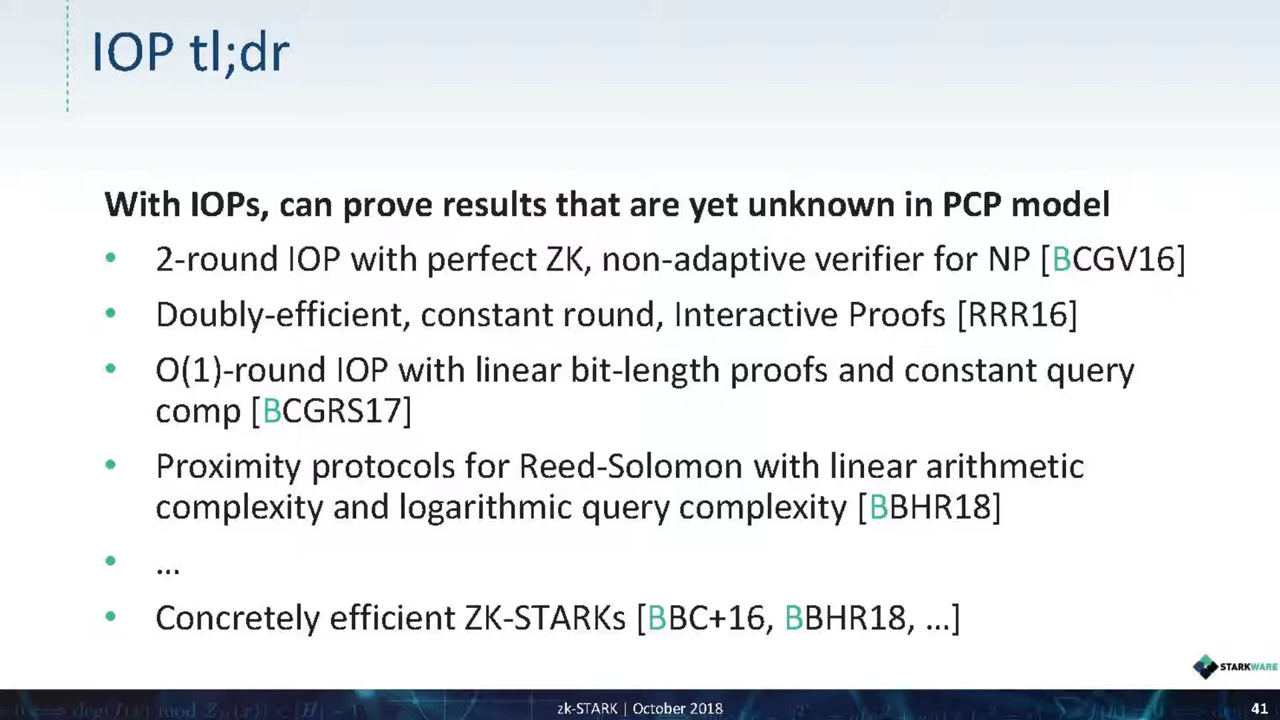 IOP tl;dr
With IOPs, can prove results that are yet unknown in PCP model
• 2-round IOP with perfect ZK, non-adaptive verifier for NP [BCGV16]
• Doubly-efficient, constant round, Interactive Proofs [RRR16]
• O(1)-round IOP with linear bit-length proofs and constant query
comp [BCGRS17]
• Proximity protocols for Reed-Solomon with linear arithmetic
complexity and logarithmic query complexity [BBHR18]
• ...
• Concretely efficient ZK-STARKs [BBC+16, BBHR18, ...]
STARKWARE
zk-STARK | October 2018
41